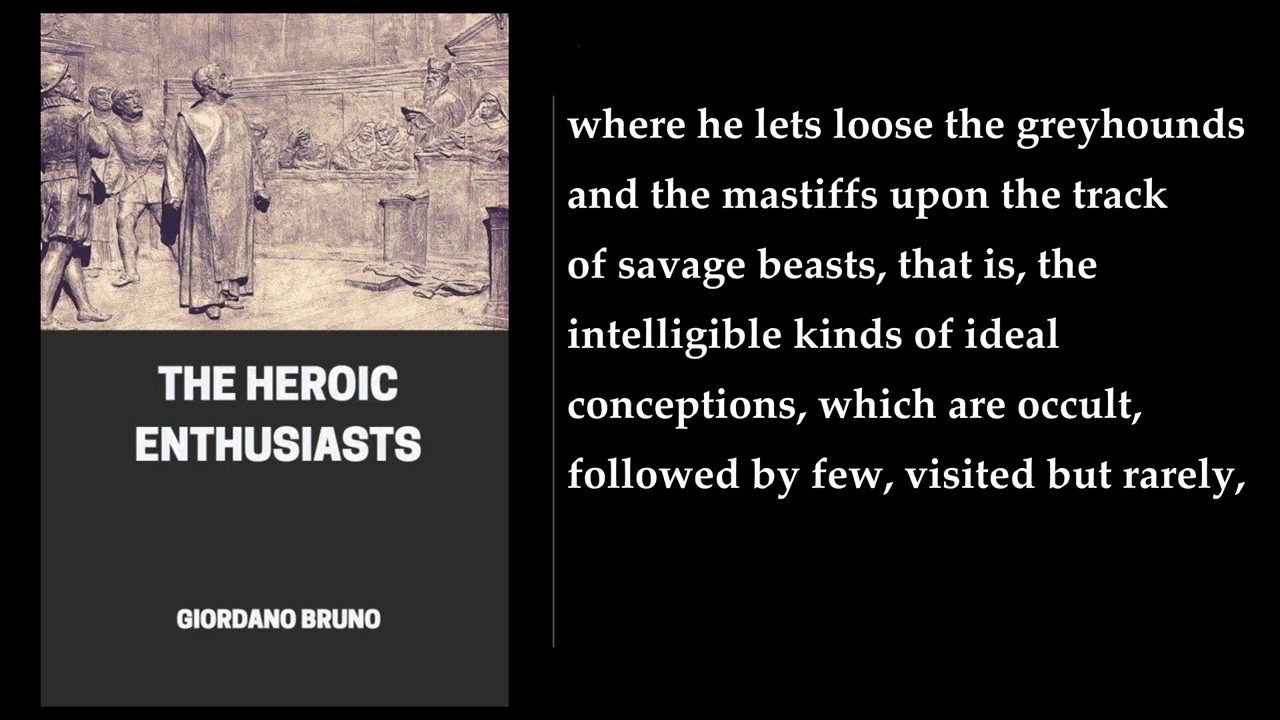 THE HEROIC
ENTHUSIASTS
GIORDANO BRUNO
where he lets loose the greyhounds
and the mastiffs upon the track
of savage beasts, that is, the
intelligible kinds of ideal
conceptions, which are occult,
followed by few, visited but rarely,